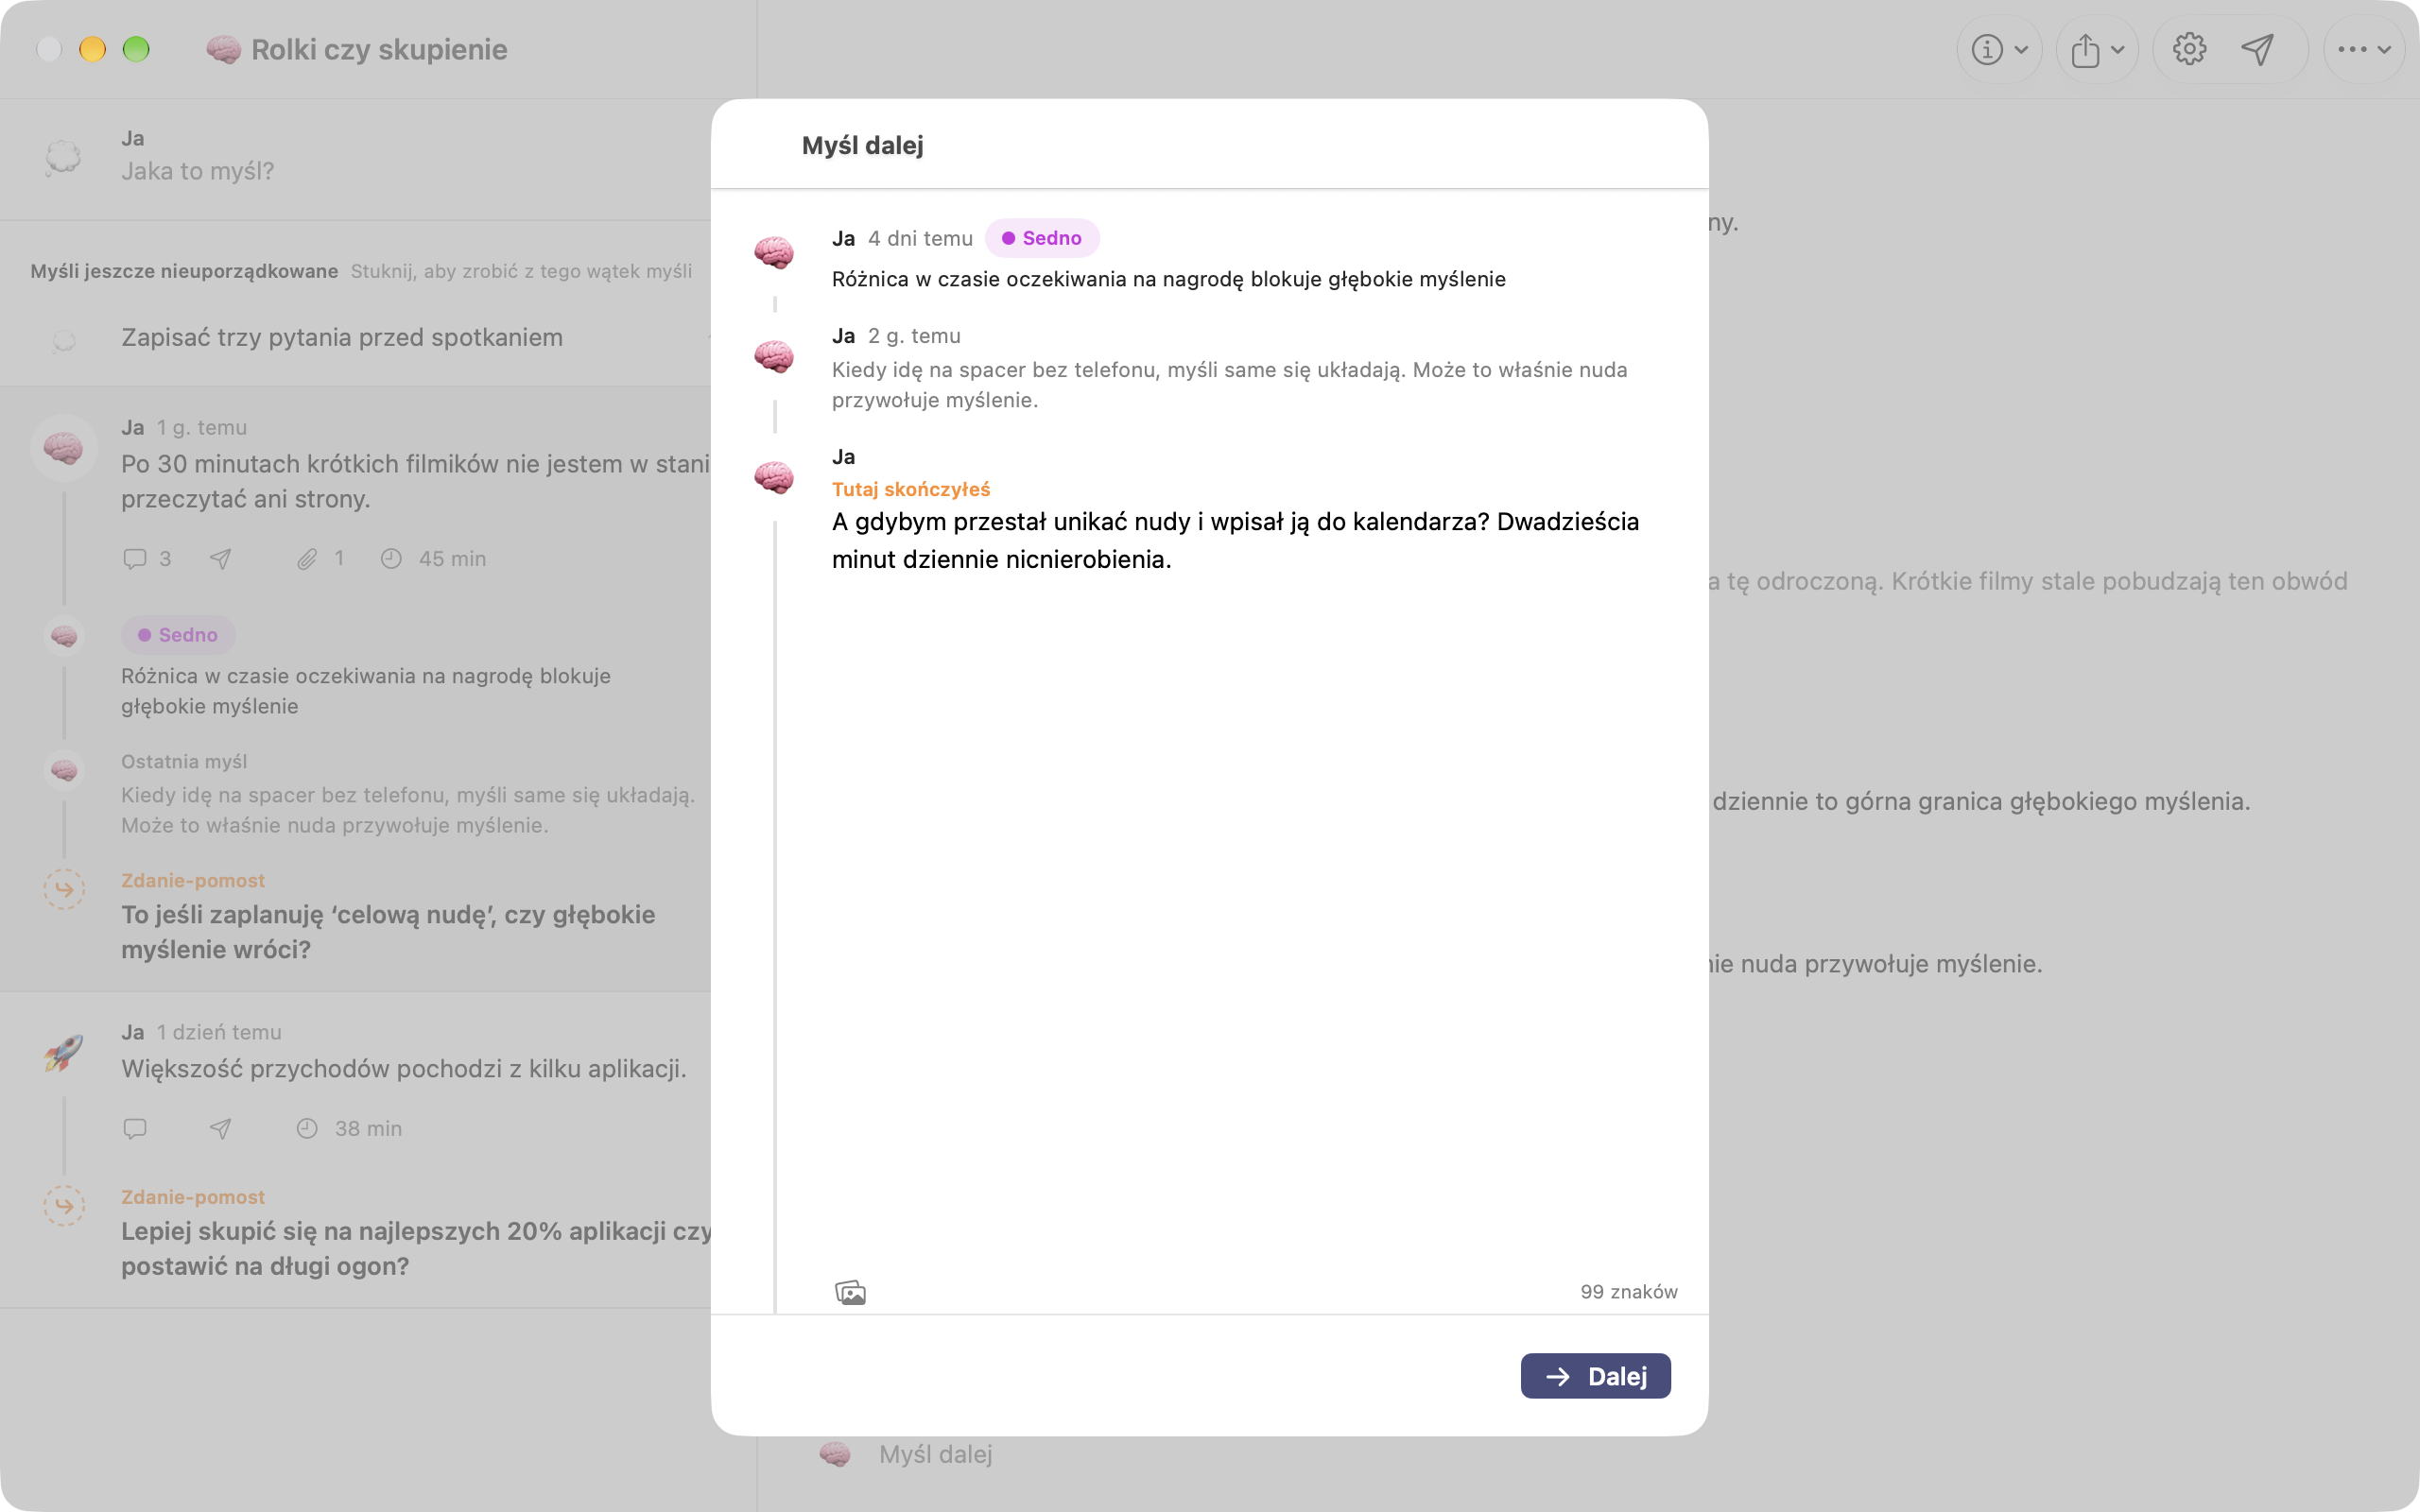 Rolki czy skupienie
Ja
Jaka to myśl?
Myśli jeszcze nieuporządkowane Stuknij, aby zrobić z tego wątek myśli
Zapisać trzy pytania przed spotkaniem
Ja 1 g. temu
Po 30 minutach krótkich filmików nie jestem w stani
przeczytać ani strony.
3 1 45 min
Sedno
Różnica w czasie oczekiwania na nagrodę blokuje
głębokie myślenie
Ostatnia myśl
Kiedy idę na spacer bez telefonu, myśli same się układają.
Może to właśnie nuda przywołuje myślenie.
Zdanie-pomost
To jeśli zaplanuję ‘celową nudę’, czy głębokie
myślenie wróci?
Ja 1 dzień temu
Większość przychodów pochodzi z kilku aplikacji.
38 min
Zdanie-pomost
Lepiej skupić się na najlepszych 20% aplikacji czy
postawić na długi ogon?
Myśl dalej
Ja 4 dni temu Sedno
Różnica w czasie oczekiwania na nagrodę blokuje głębokie myślenie
Ja 2 g. temu
Kiedy idę na spacer bez telefonu, myśli same się układają. Może to właśnie nuda
przywołuje myślenie.
Ja
Tutaj skończyłeś
A gdybym przestał unikać nudy i wpisał ją do kalendarza? Dwadzieścia
minut dziennie nicnierobienia.
99 znaków
Dalej
ny.
a tę odroczoną. Krótkie filmy stale pobudzają ten obwód
dziennie to górna granica głębokiego myślenia.
nie nuda przywołuje myślenie.
Myśl dalej